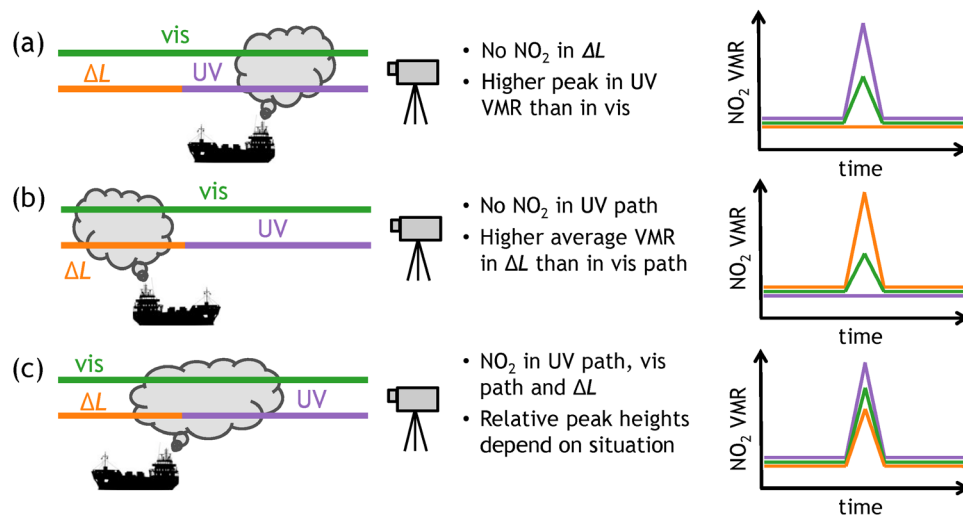 (a)
vis
ΔL
UV
• No NO₂ in ΔL
• Higher peak in UV
VMR than in vis
NO₂ VMR
time
(b)
vis
UV
ΔL
• No NO₂ in UV path
• Higher average VMR
in ΔL than in vis path
NO₂ VMR
time
(c)
vis
ΔL
UV
• NO₂ in UV path, vis
path and ΔL
• Relative peak heights
depend on situation
NO₂ VMR
time